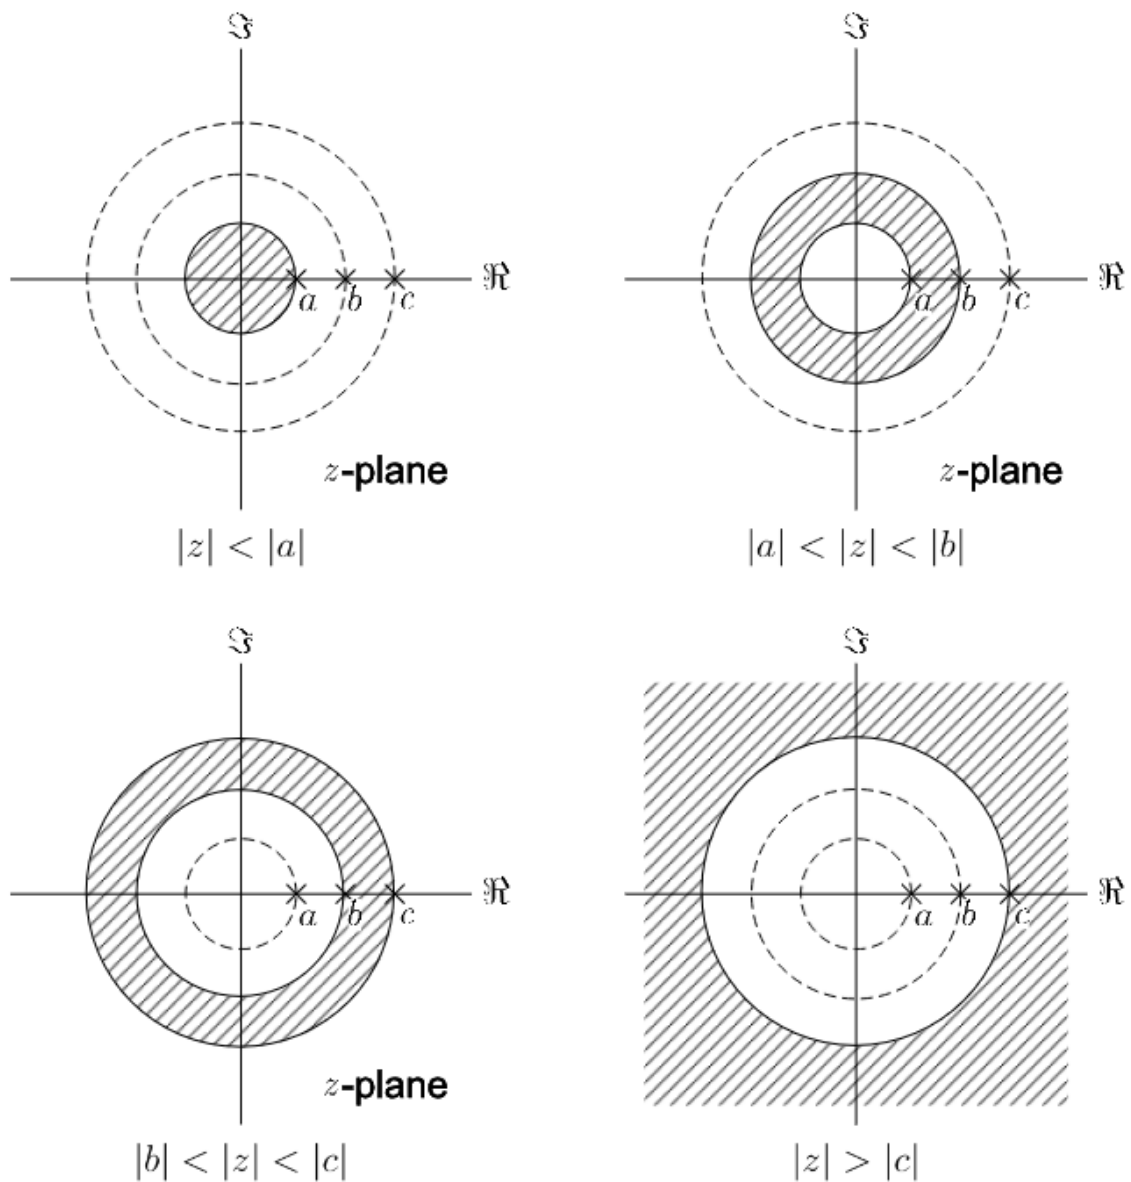 ℑ ℑ
ℜ ℜ
a b c a b c
z-plane z-plane
|z| < |a| |a| < |z| < |b|
ℑ ℑ
ℜ ℜ
a b c a b c
z-plane
|b| < |z| < |c| |z| > |c|